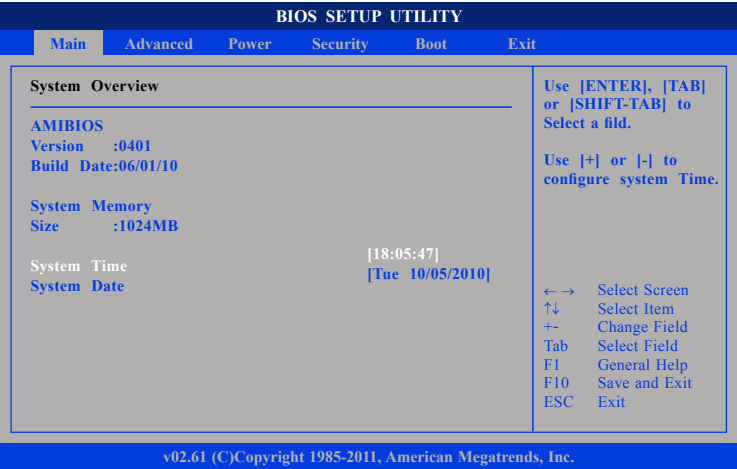 BIOS SETUP UTILITY
Main Advanced Power Security Boot Exit
System Overview
AMIBIOS
Version :0401
Build Date:06/01/10
System Memory
Size :1024MB
System Time [18:05:47]
System Date [Tue 10/05/2010]
Use [ENTER], [TAB]
or [SHIFT-TAB] to
Select a fild.
Use [+] or [-] to
configure system Time.
←→ Select Screen
↑↓ Select Item
+- Change Field
Tab Select Field
F1 General Help
F10 Save and Exit
ESC Exit
v02.61 (C)Copyright 1985-2011, American Megatrends, Inc.